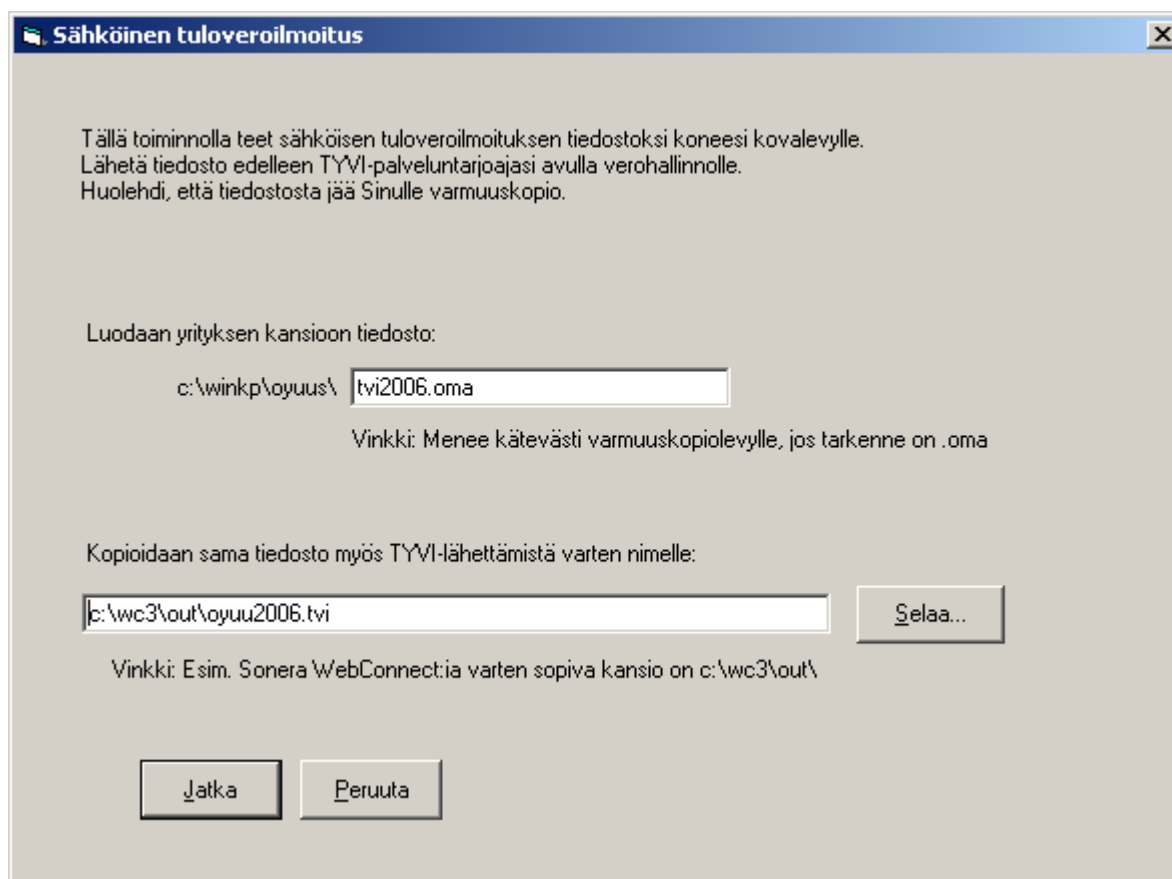 Sähköinen tuloveroilmoitus
Tällä toiminnolla teet sähköisen tuloveroilmoituksen tiedostoksi koneesi kovalevylle.
Lähetä tiedosto edelleen TYVI-palveluntarjoajasi avulla verohallinnolle.
Huolehdi, että tiedostosta jää Sinulle varmuuskopio.
Luodaan yrityksen kansioon tiedosto:
c:\winkp\oyuus\ tvi2006.oma
Vinkki: Menee kätevästi varmuuskopiolevylle, jos tarkenne on .oma
Kopioidaan sama tiedosto myös TYVI-lähettämistä varten nimelle:
c:\wc3\out\oyuu2006.tvi Selaa...
Vinkki: Esim. Sonera WebConnect:ia varten sopiva kansio on c:\wc3\out\
Jatka Peruuta